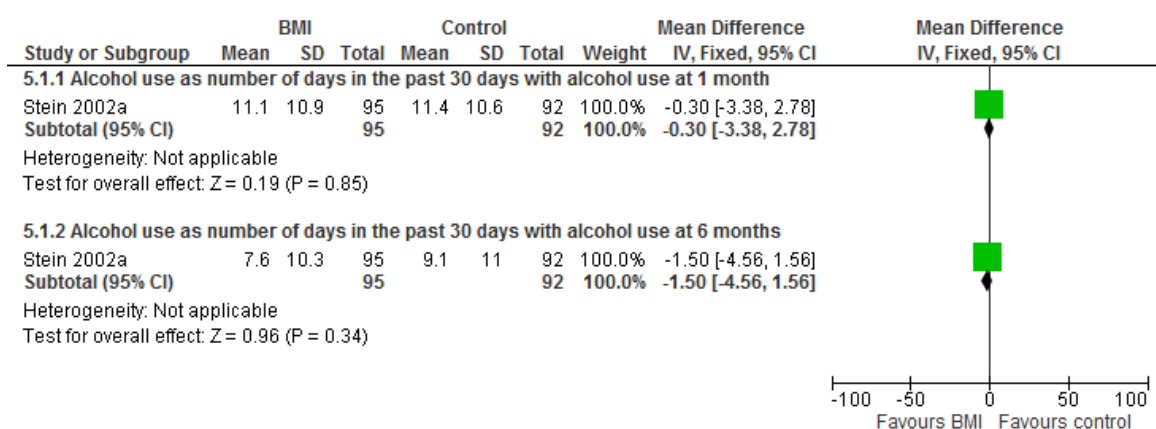 BMI Control Mean Difference Mean Difference
Study or Subgroup Mean SD Total Mean SD Total Weight IV, Fixed, 95% CI IV, Fixed, 95% CI
5.1.1 Alcohol use as number of days in the past 30 days with alcohol use at 1 month
Stein 2002a 11.1 10.9 95 11.4 10.6 92 100.0% -0.30 [-3.38, 2.78]
Subtotal (95% CI) 95 92 100.0% -0.30 [-3.38, 2.78]
Heterogeneity: Not applicable
Test for overall effect: Z = 0.19 (P = 0.85)
5.1.2 Alcohol use as number of days in the past 30 days with alcohol use at 6 months
Stein 2002a 7.6 10.3 95 9.1 11 92 100.0% -1.50 [-4.56, 1.56]
Subtotal (95% CI) 95 92 100.0% -1.50 [-4.56, 1.56]
Heterogeneity: Not applicable
Test for overall effect: Z = 0.96 (P = 0.34)
-100 -50 0 50 100
Favours BMI Favours control